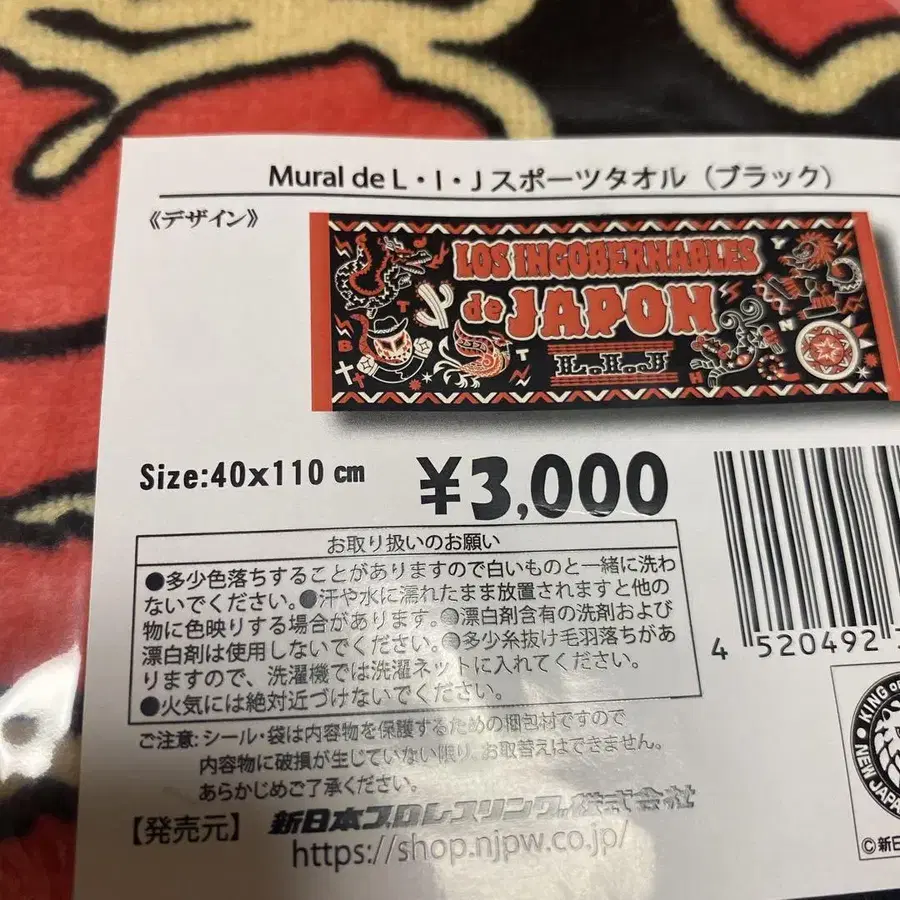 Mural de L・I・J スポーツタオル（ブラック）
《デザイン》
LOS INGOBERNABLES
de JAPON
L.I.J
B
T
T
H
Y
N
Size:40x110 cm
¥3,000
お取り扱いのお願い
●多少色落ちすることがありますので白いものと一緒に洗わ
ないでください。●汗や水に濡れたまま放置されますと他の
物に色映りする場合があります。●漂白剤含有の洗剤および
漂白剤は使用しないでください。●多少糸抜け毛羽落ちがあ
りますので、洗濯機では洗濯ネットに入れてください。
●火気には絶対近づけないでください。
ご注意:シール・袋は内容物を保護するための梱包材ですので
内容物に破損が生じていない限り、お取替えはできません。
あらかじめご了承ください。
【発売元】 新日本プロレスリング株式会社
https://shop.njpw.co.jp/
4 520492
KING OF
NEW JAPAN
©新日